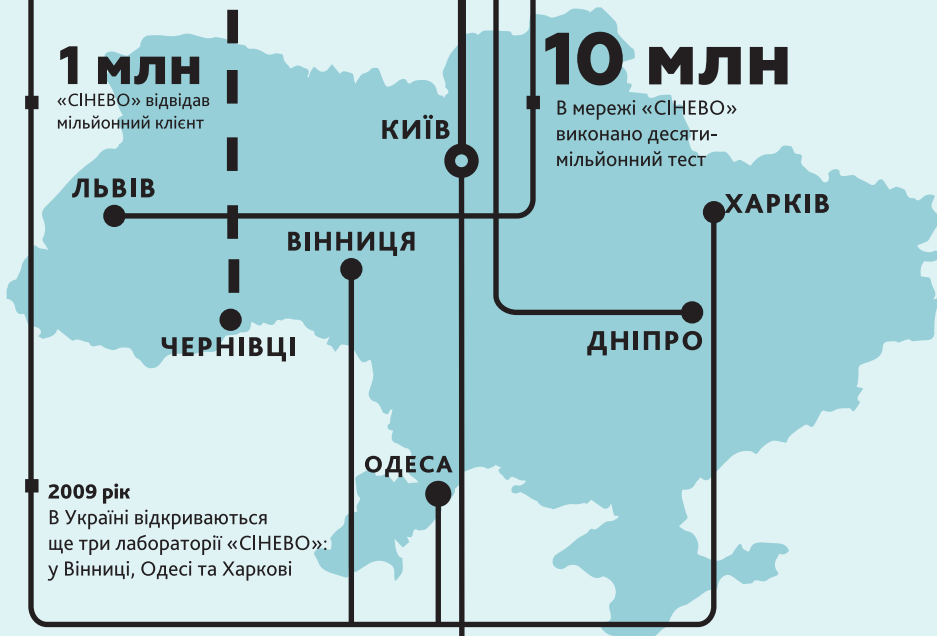 1 млн
«СІНЕВО» відвідав
мільйонний клієнт
10 млн
В мережі «СІНЕВО»
виконано десяти-
мільйонний тест
КИЇВ
ЛЬВІВ
ХАРКІВ
ВІННИЦЯ
ЧЕРНІВЦІ
ДНІПРО
ОДЕСА
2009 рік
В Україні відкриваються
ще три лабораторії «СІНЕВО»:
у Вінниці, Одесі та Харкові